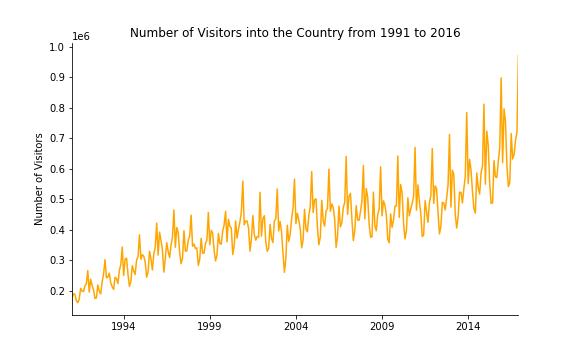 Number of Visitors into the Country from 1991 to 2016
1e6
1.0
0.9
0.8
0.7
0.6
0.5
0.4
0.3
0.2
Number of Visitors
1994 1999 2004 2009 2014